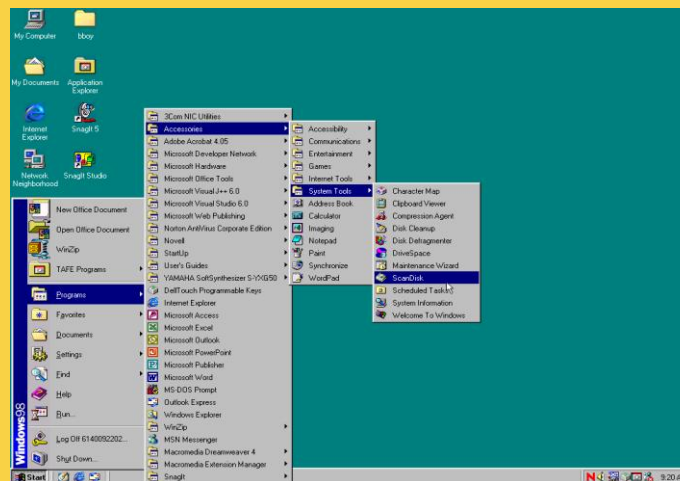 My Computer
bboy
My Documents
Application
Explorer
Internet
Explorer
SnagIt 5
Network
Neighborhood
SnagIt Studio
New Office Document
Open Office Document
WinZip
TAFE Programs
Programs
Favorites
Documents
Settings
Find
Help
Run...
Log Off 6140092202...
Shut Down...
Windows98
3Com NIC Utilities
Accessories
Adobe Acrobat 4.05
Microsoft Developer Network
Microsoft Hardware
Microsoft Office Tools
Microsoft Visual J++ 6.0
Microsoft Visual Studio 6.0
Microsoft Web Publishing
Norton AntiVirus Corporate Edition
Novell
StartUp
User's Guides
YAMAHA SoftSynthesizer S-YXG50
DellTouch Programmable Keys
Internet Explorer
Microsoft Access
Microsoft Excel
Microsoft Outlook
Microsoft PowerPoint
Microsoft Publisher
Microsoft Word
MS-DOS Prompt
Outlook Express
Windows Explorer
WinZip
MSN Messenger
Macromedia Dreamweaver 4
Macromedia Extension Manager
SnagIt
Accessibility
Communications
Entertainment
Games
Internet Tools
System Tools
Address Book
Calculator
Imaging
Notepad
Paint
Synchronize
WordPad
Character Map
Clipboard Viewer
Compression Agent
Disk Cleanup
Disk Defragmenter
DriveSpace
Maintenance Wizard
ScanDisk
Scheduled Tasks
System Information
Welcome To Windows
Start
N
9:20 A